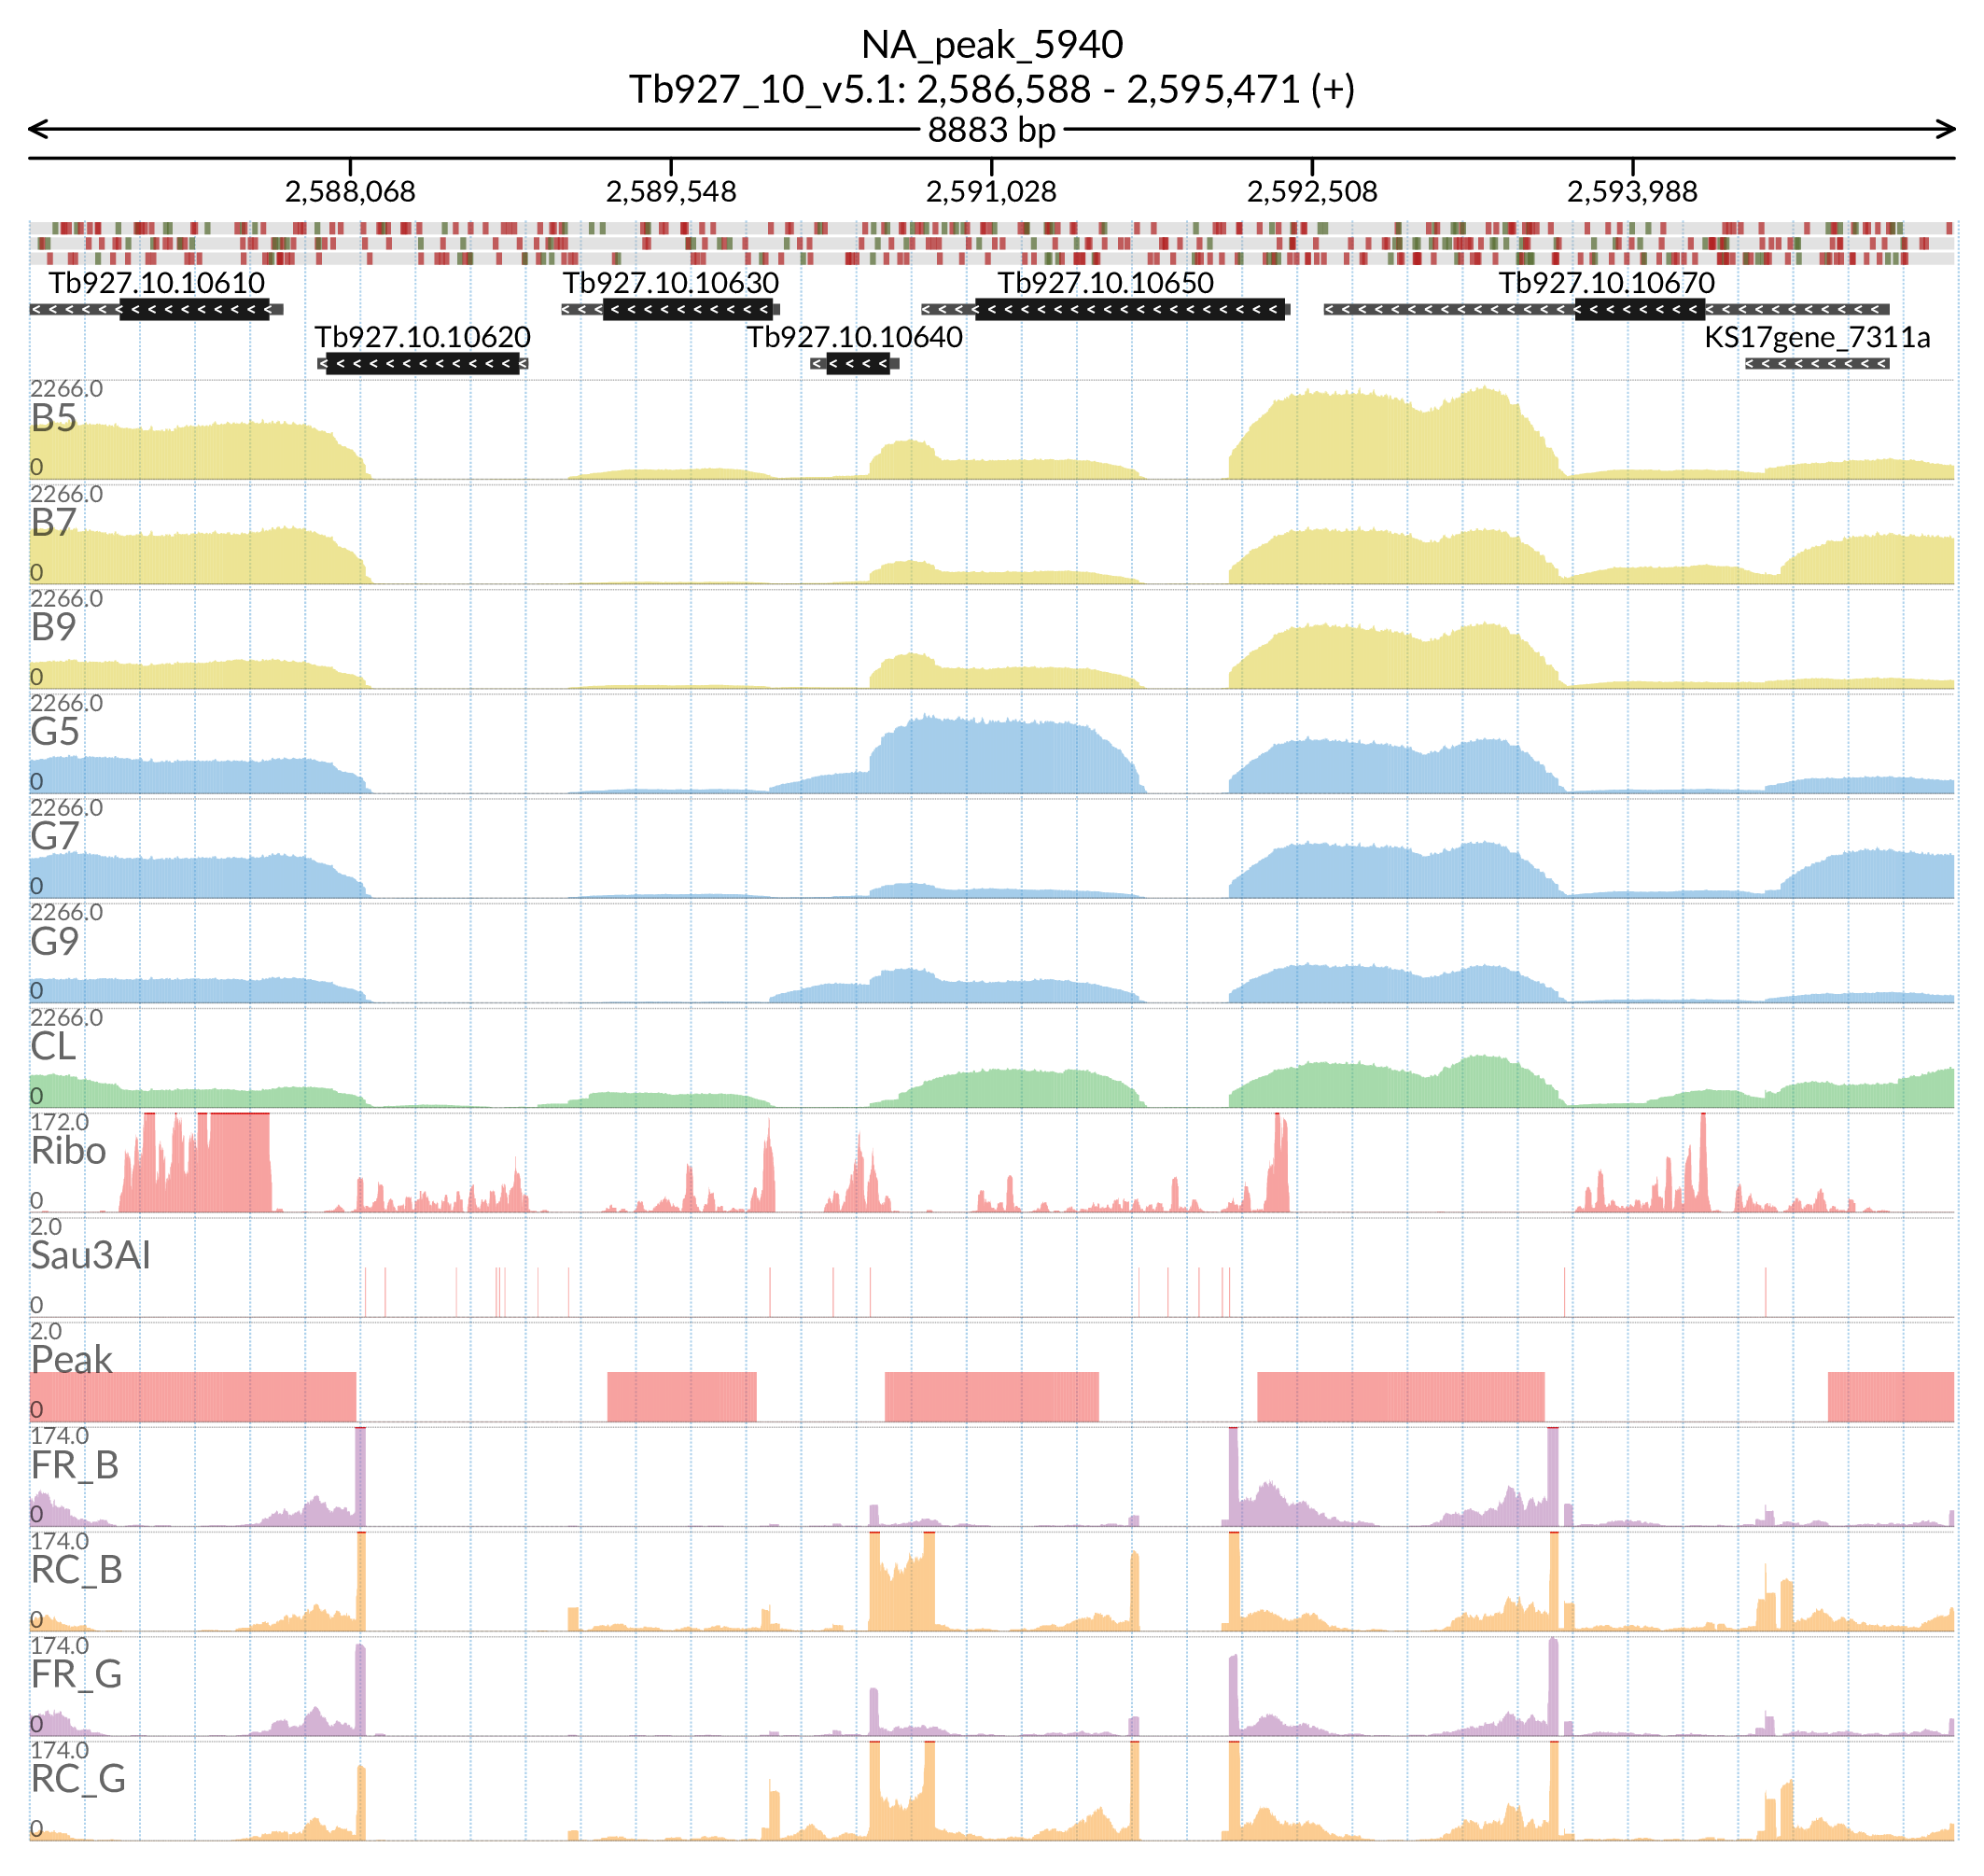 NA_peak_5940
Tb927_10_v5.1: 2,586,588 - 2,595,471 (+)
8883 bp
2,588,068 2,589,548 2,591,028 2,592,508 2,593,988
Tb927.10.10610 Tb927.10.10630 Tb927.10.10650 Tb927.10.10670
Tb927.10.10620 Tb927.10.10640 KS17gene_7311a
2266.0
B5
0
2266.0
B7
0
2266.0
B9
0
2266.0
G5
0
2266.0
G7
0
2266.0
G9
0
2266.0
CL
0
172.0
Ribo
0
2.0
Sau3AI
0
2.0
Peak
0
174.0
FR_B
0
174.0
RC_B
0
174.0
FR_G
0
174.0
RC_G
0